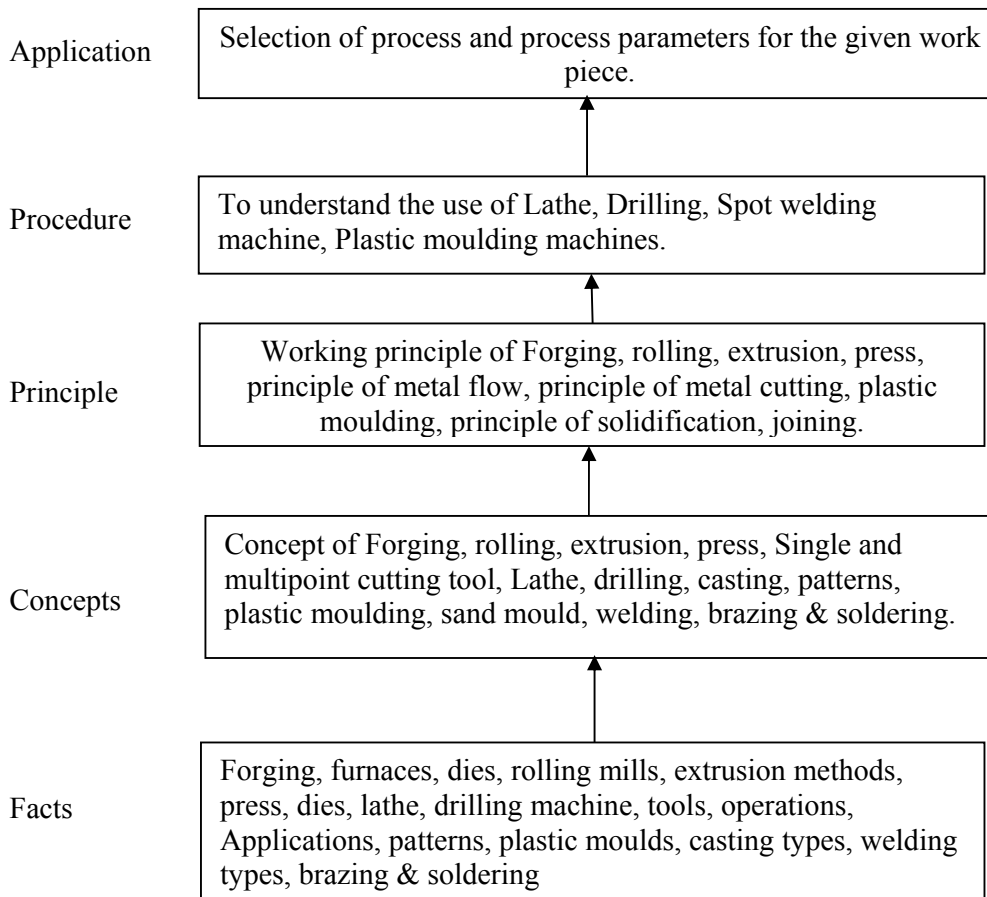 Application
Selection of process and process parameters for the given work
piece.
Procedure
To understand the use of Lathe, Drilling, Spot welding
machine, Plastic moulding machines.
Principle
Working principle of Forging, rolling, extrusion, press,
principle of metal flow, principle of metal cutting, plastic
moulding, principle of solidification, joining.
Concepts
Concept of Forging, rolling, extrusion, press, Single and
multipoint cutting tool, Lathe, drilling, casting, patterns,
plastic moulding, sand mould, welding, brazing & soldering.
Facts
Forging, furnaces, dies, rolling mills, extrusion methods,
press, dies, lathe, drilling machine, tools, operations,
Applications, patterns, plastic moulds, casting types, welding
types, brazing & soldering